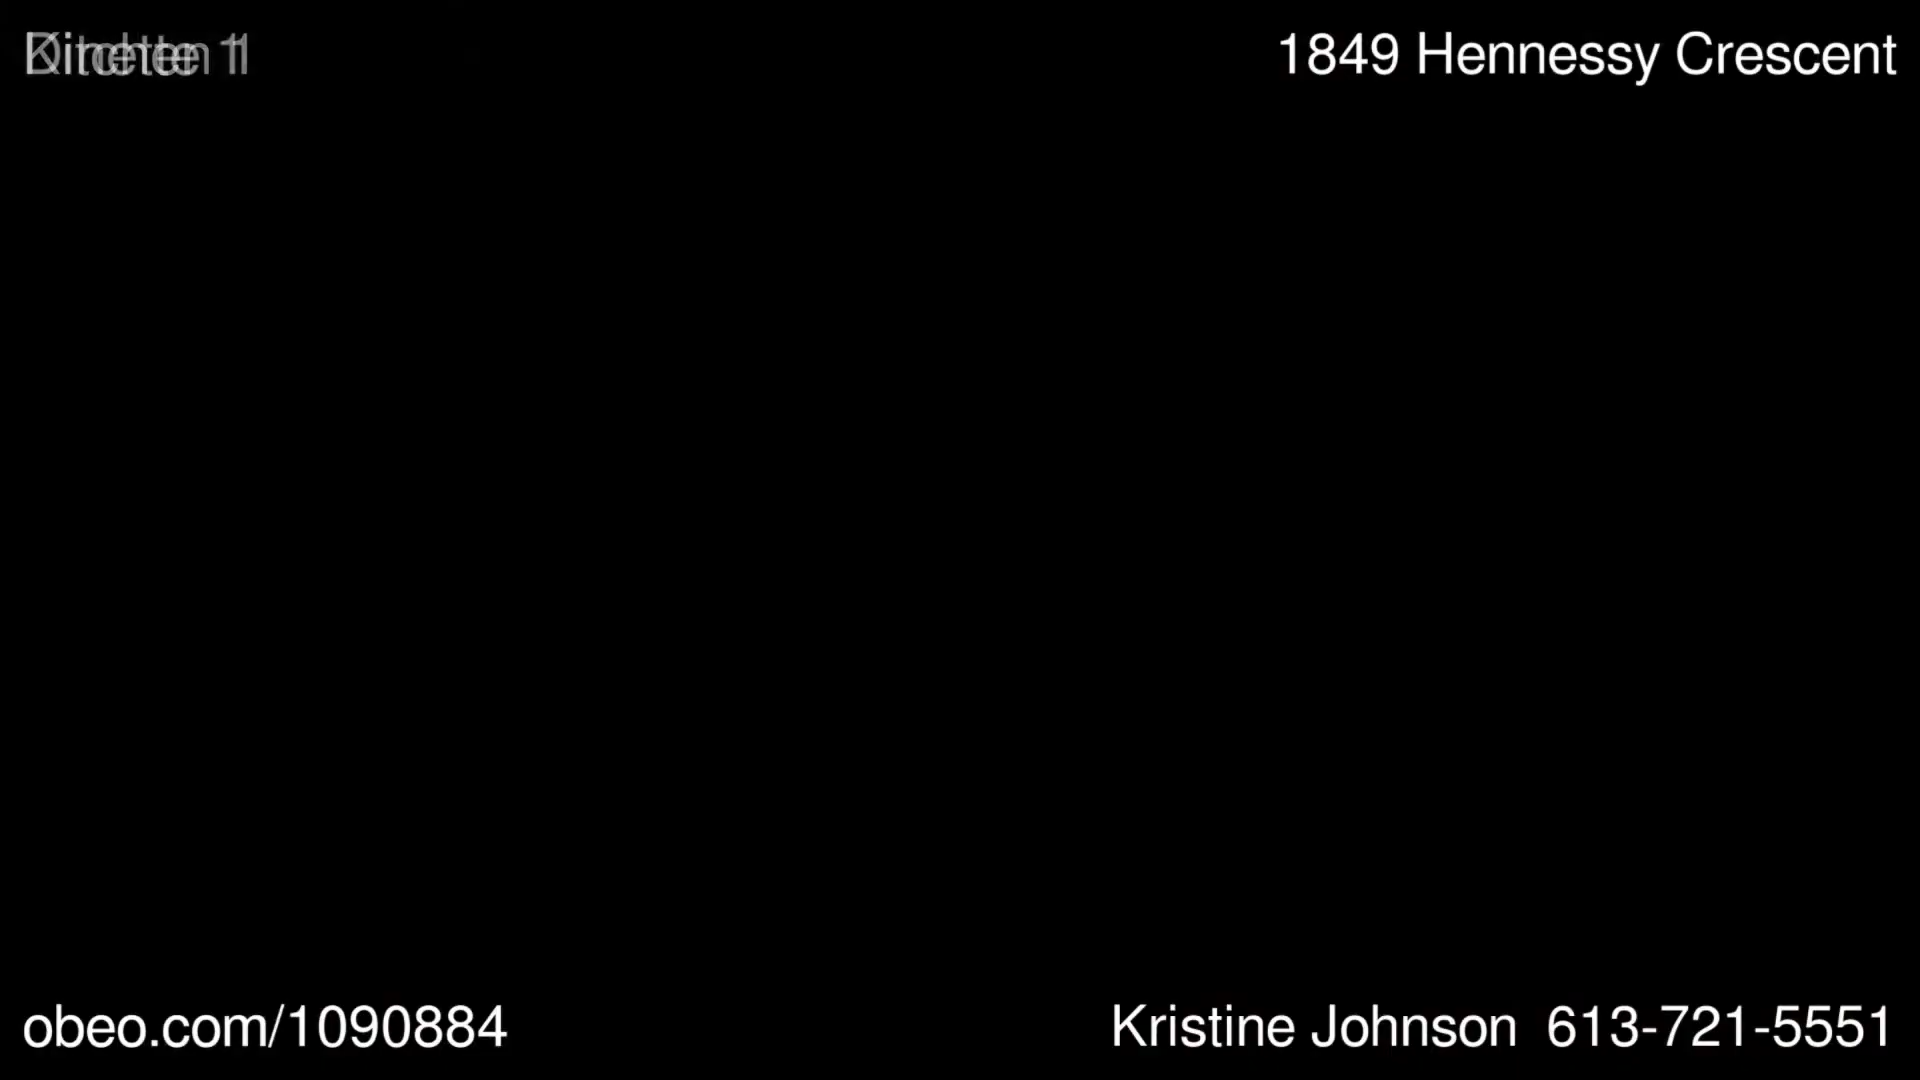 1849 Hennessy Crescent
obeo.com/1090884
Kristine Johnson 613-721-5551